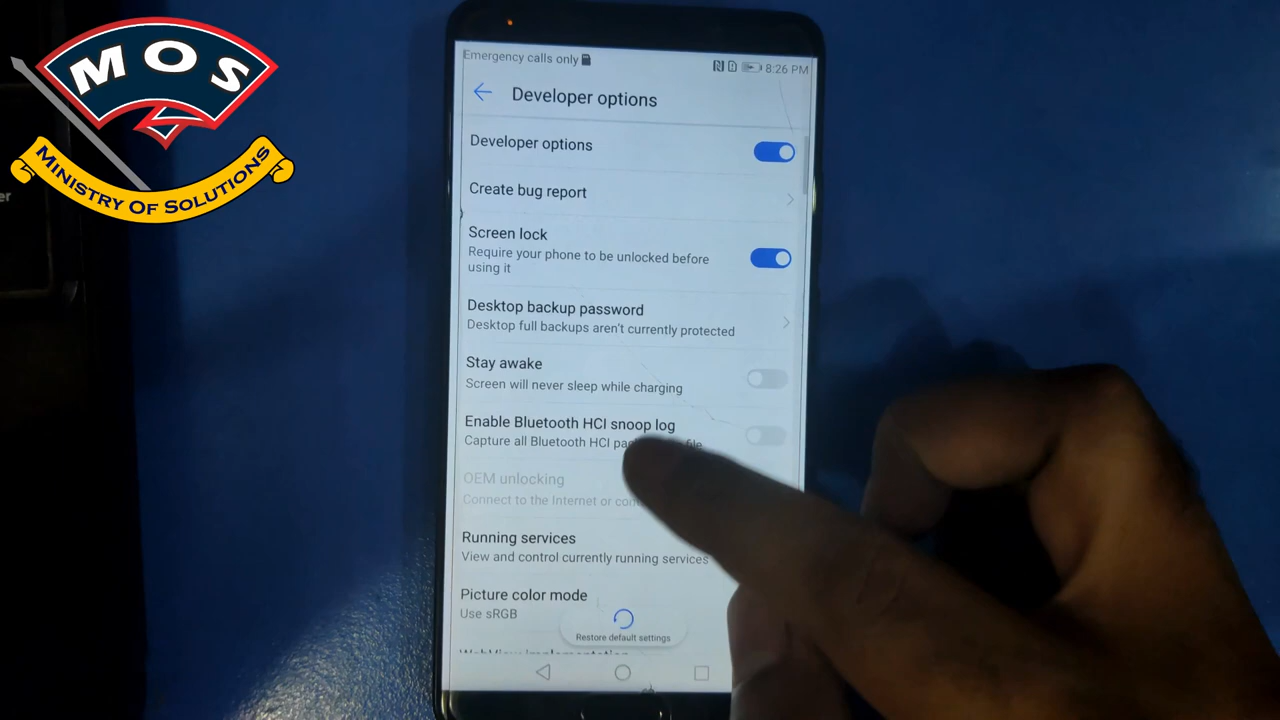 MOS
MINISTRY OF SOLUTIONS
Emergency calls only
8:26 PM
Developer options
Developer options
Create bug report
Screen lock
Require your phone to be unlocked before
using it
Desktop backup password
Desktop full backups aren't currently protected
Stay awake
Screen will never sleep while charging
Enable Bluetooth HCI snoop log
Capture all Bluetooth HCI file
OEM unlocking
Connect to the Internet or
Running services
View and control currently running services
Picture color mode
Use sRGB
Restore default settings